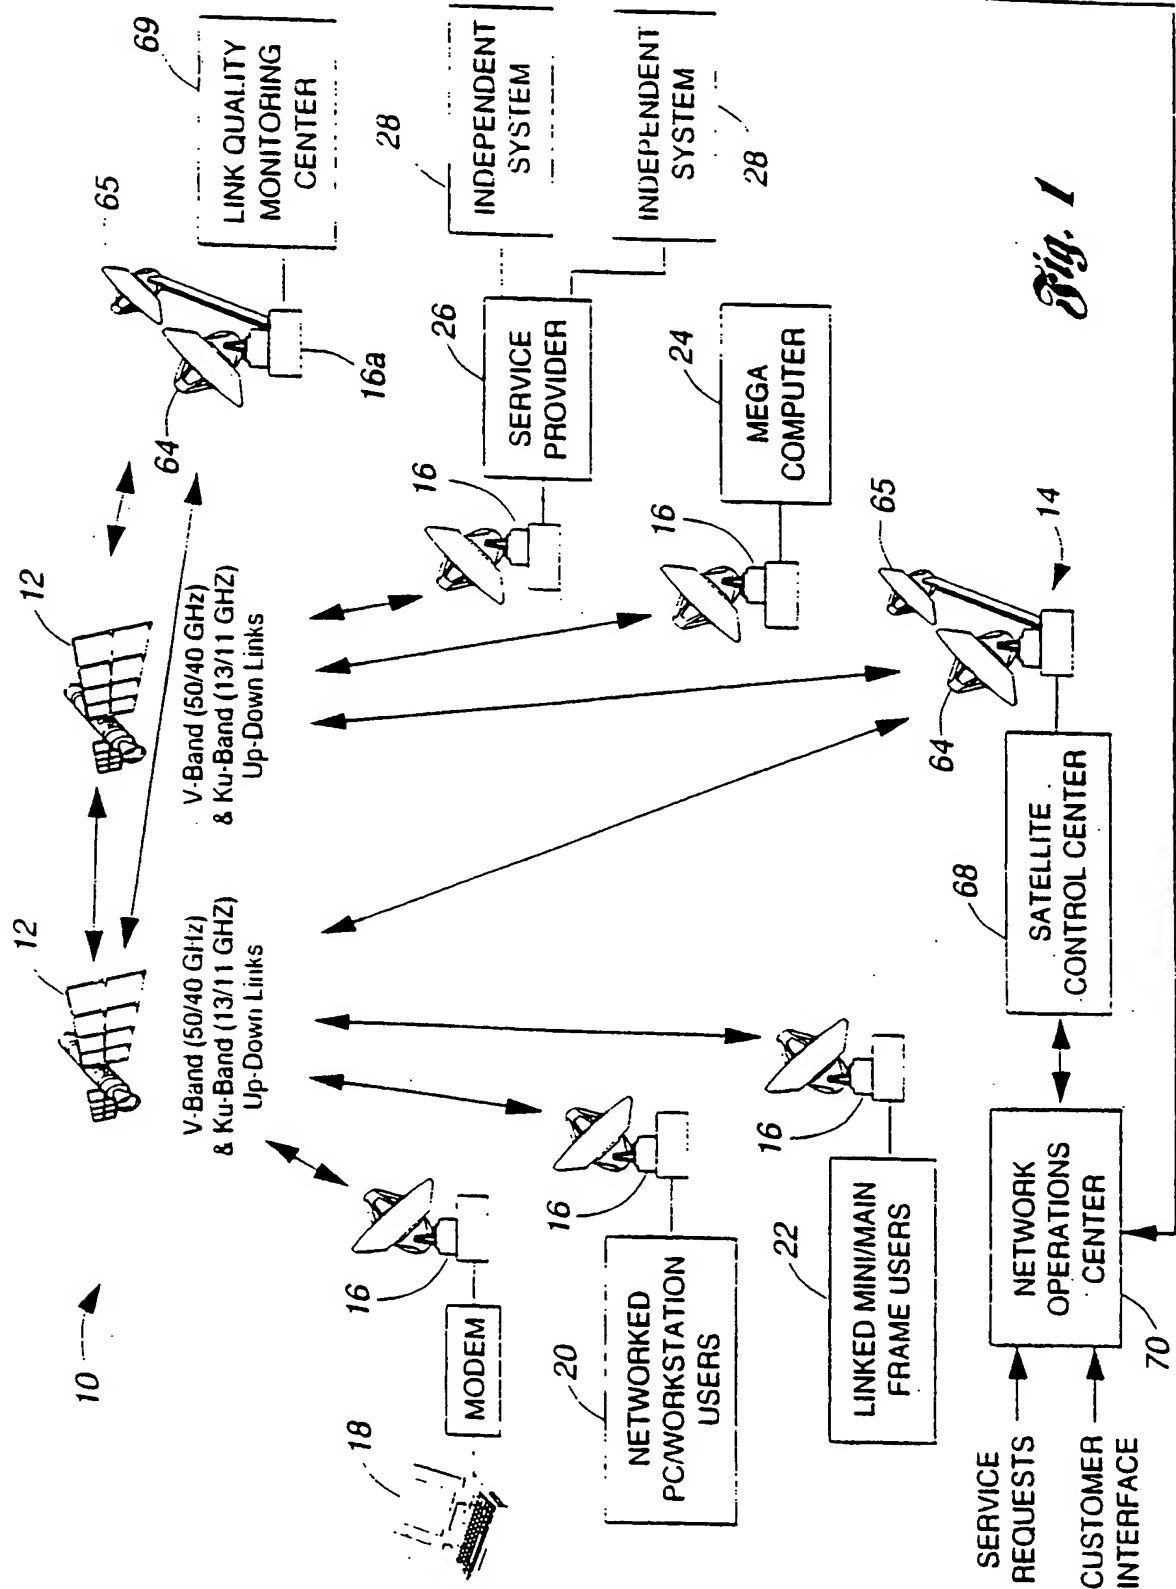 10
12
12
V-Band (50/40 GHz)
& Ku-Band (13/11 GHZ)
Up-Down Links
V-Band (50/40 GHz)
& Ku-Band (13/11 GHZ)
Up-Down Links
64
65
16a
69
LINK QUALITY
MONITORING
CENTER
18
MODEM
16
16
SERVICE
PROVIDER
26
28
INDEPENDENT
SYSTEM
INDEPENDENT
SYSTEM
28
20
NETWORKED
PC/WORKSTATION
USERS
16
16
MEGA
COMPUTER
24
22
LINKED MINI/MAIN
FRAME USERS
16
64
65
14
68
SATELLITE
CONTROL CENTER
SERVICE
REQUESTS
CUSTOMER
INTERFACE
NETWORK
OPERATIONS
CENTER
70
Fig. 1